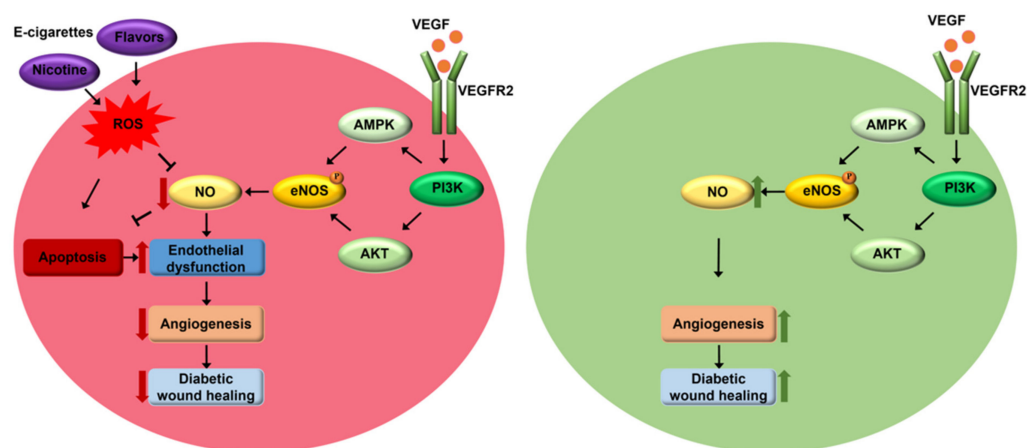 E-cigarettes
Flavors
Nicotine
ROS
VEGF
VEGFR2
AMPK
NO
eNOS
P
PI3K
AKT
Apoptosis
Endothelial
dysfunction
Angiogenesis
Diabetic
wound healing
VEGF
VEGFR2
AMPK
NO
eNOS
P
PI3K
AKT
Angiogenesis
Diabetic
wound healing